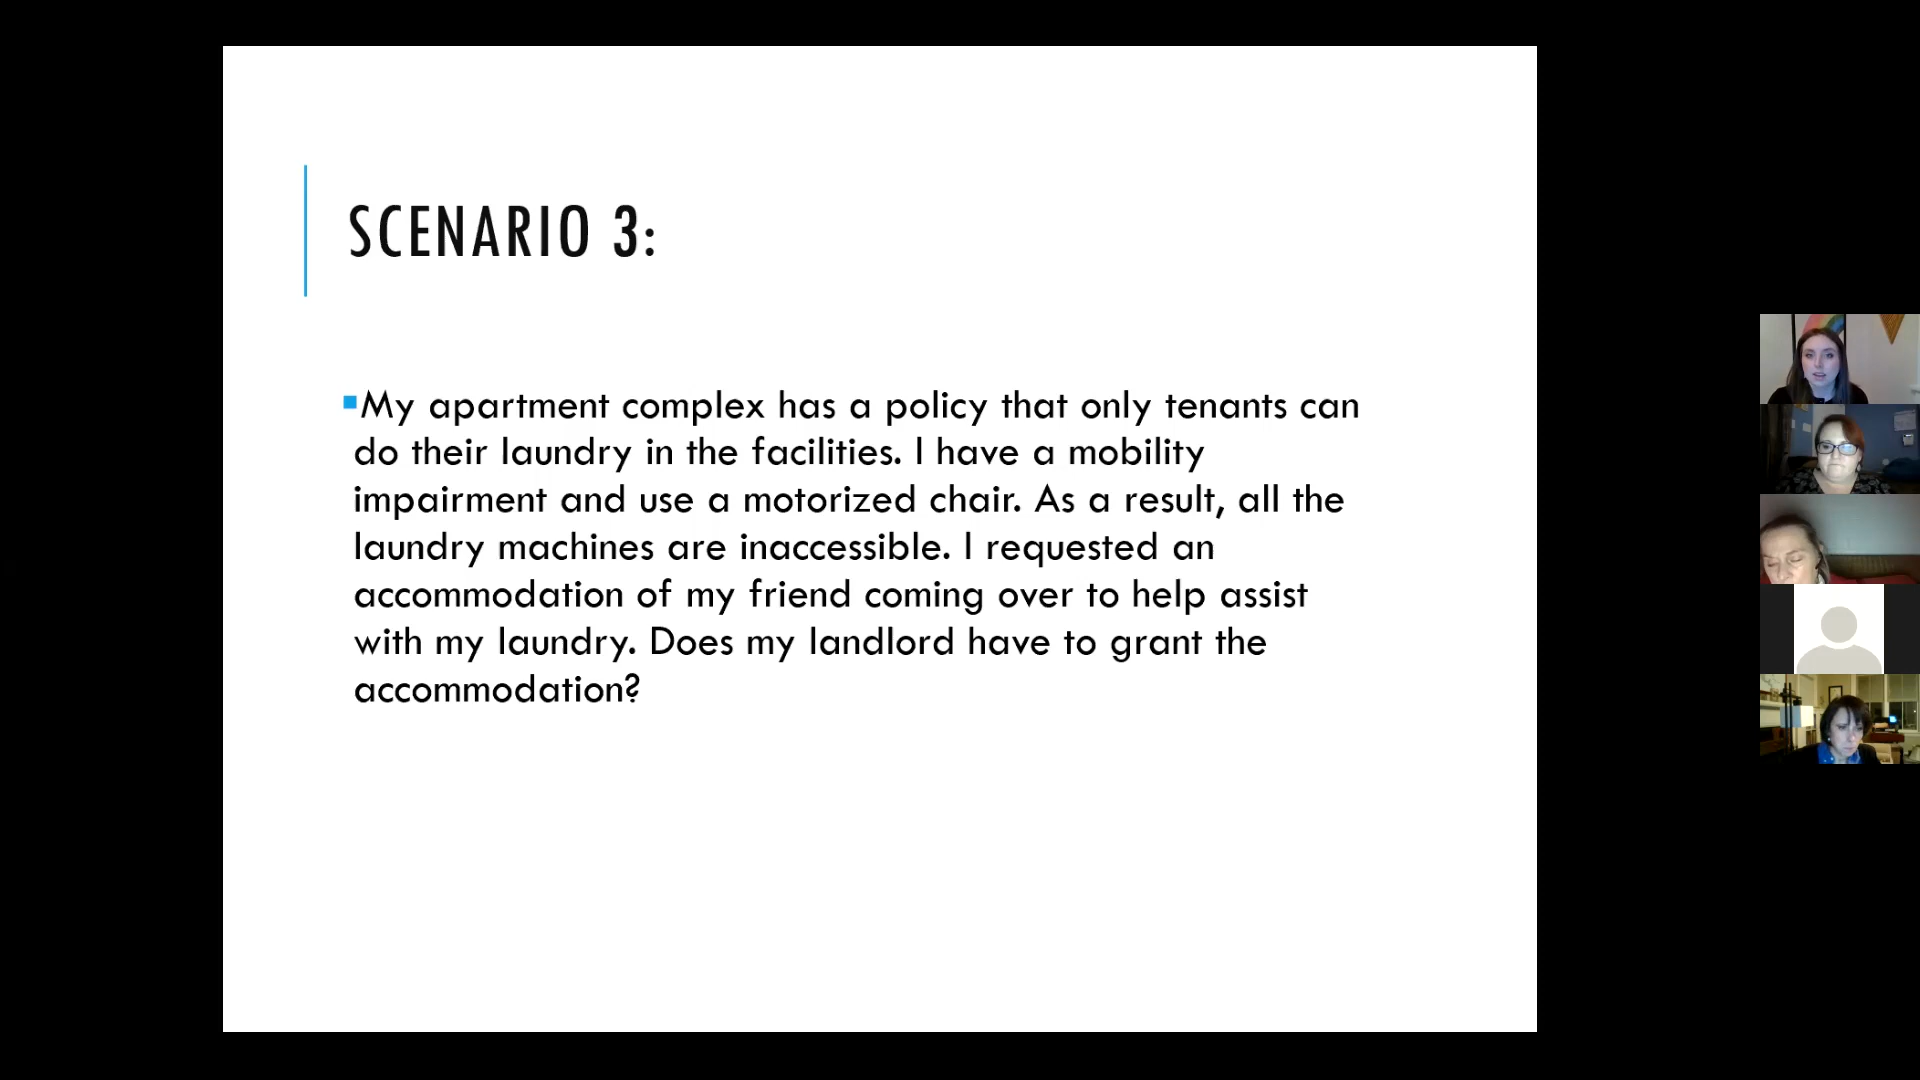 SCENARIO 3:
▪My apartment complex has a policy that only tenants can
do their laundry in the facilities. I have a mobility
impairment and use a motorized chair. As a result, all the
laundry machines are inaccessible. I requested an
accommodation of my friend coming over to help assist
with my laundry. Does my landlord have to grant the
accommodation?